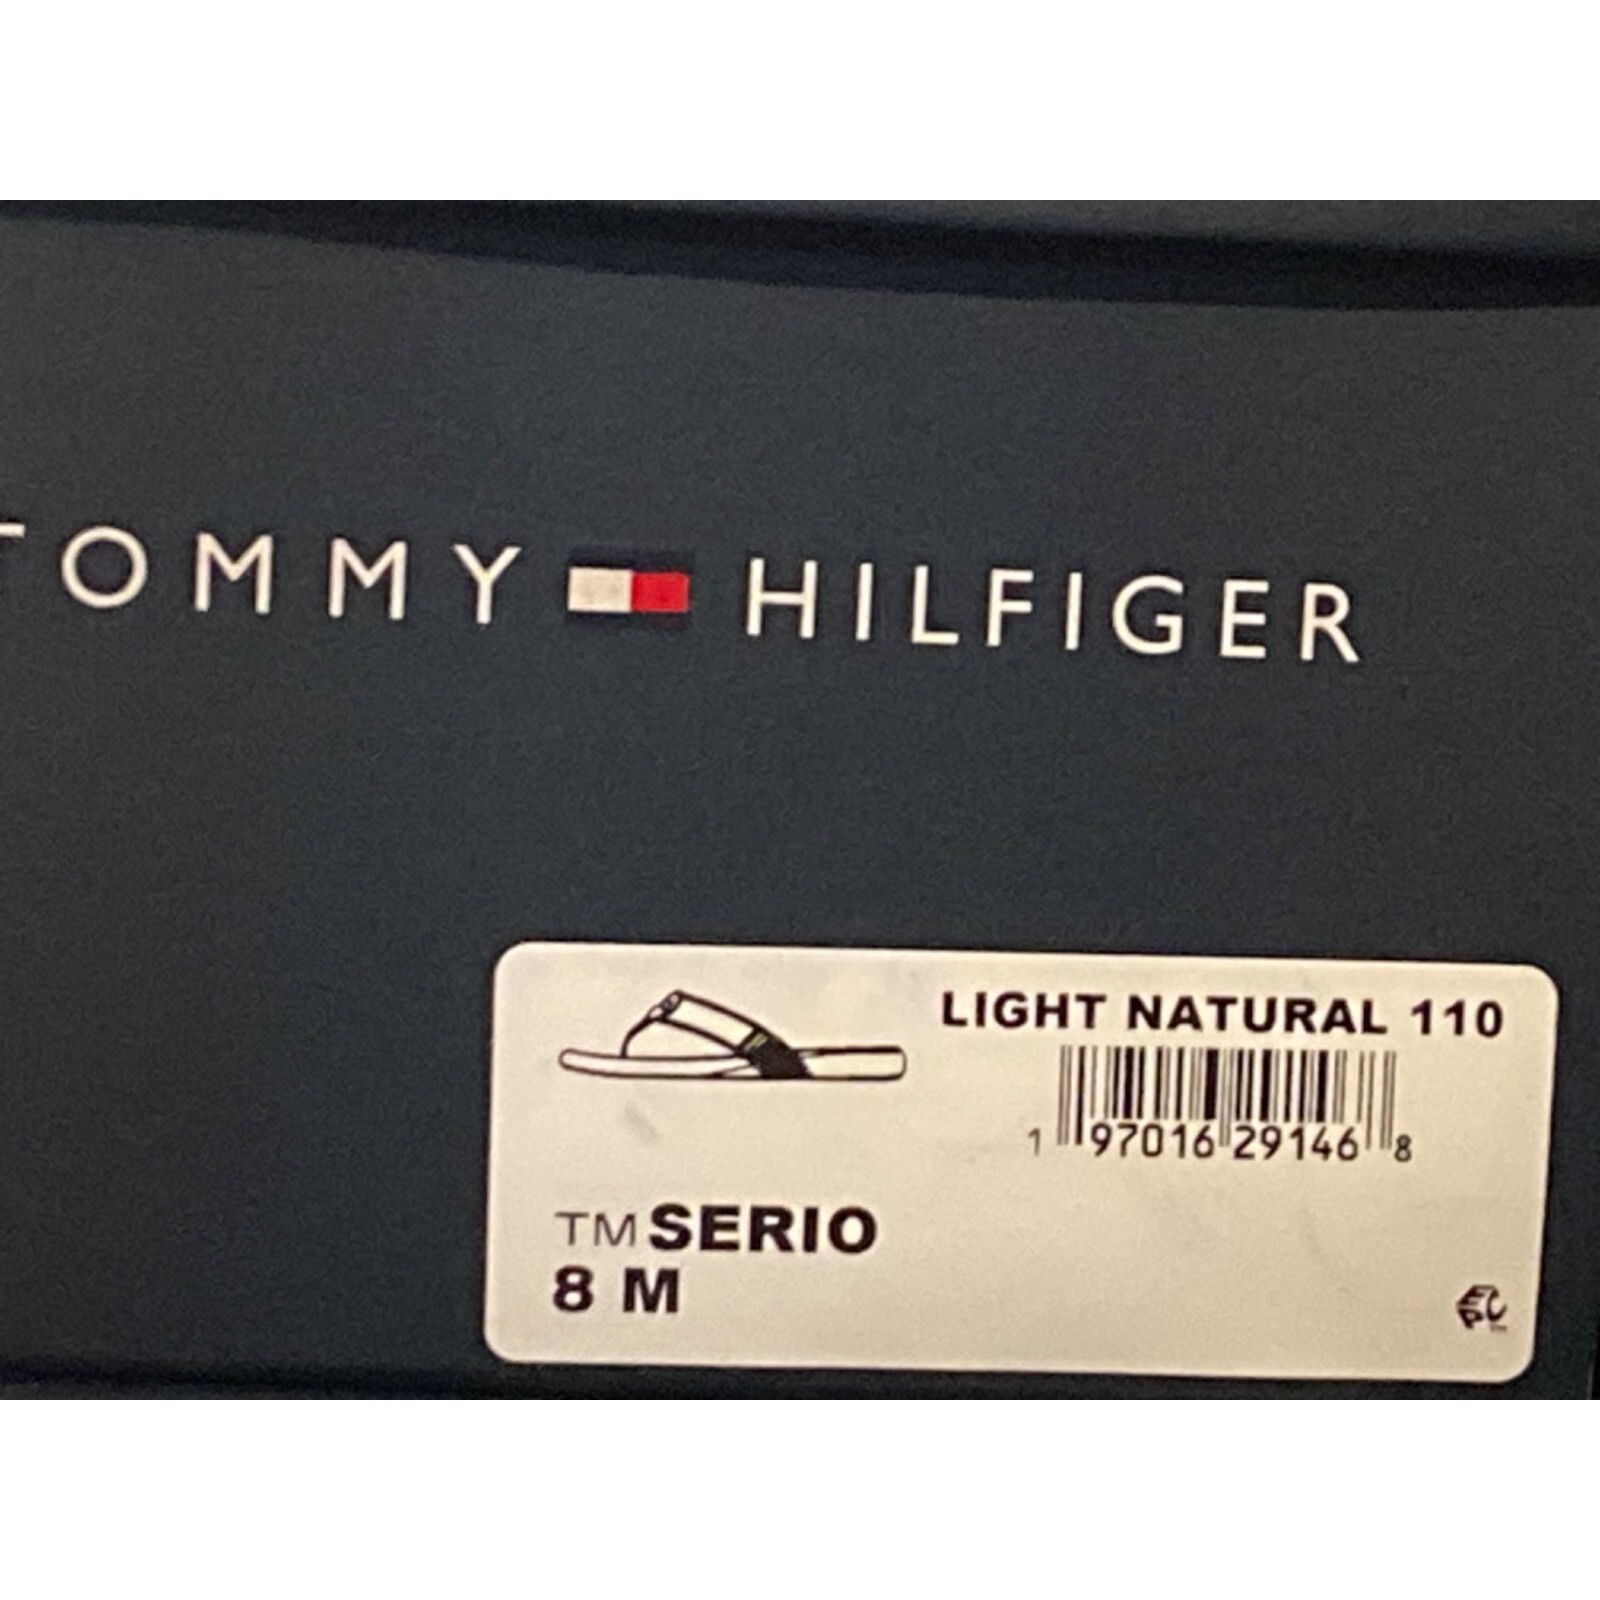 TOMMY HILFIGER
LIGHT NATURAL 110
1 97016 29146 8
TM SERIO
8 M